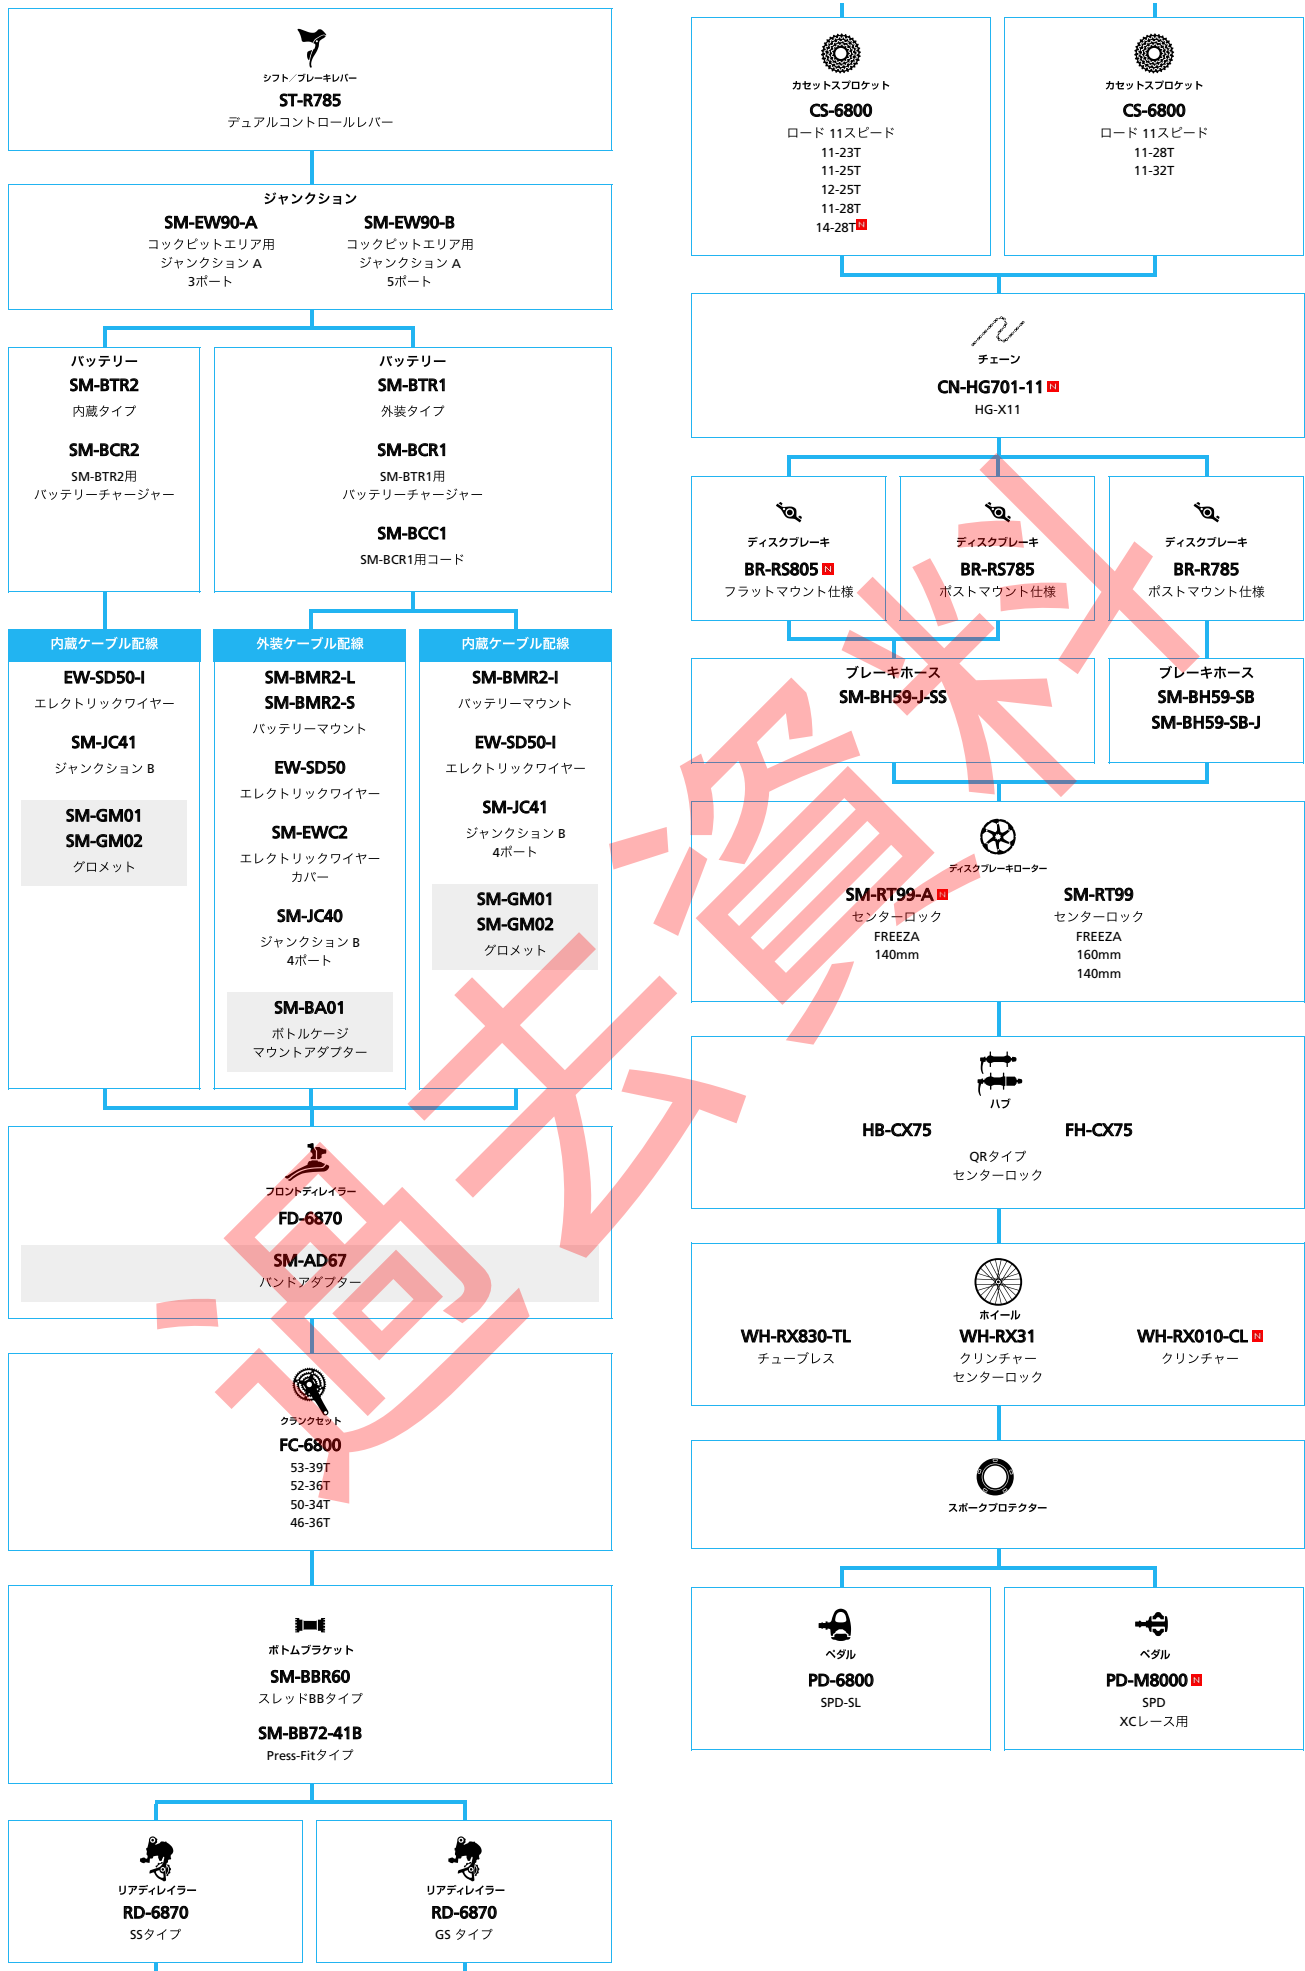 シフト／ブレーキレバー
ST-R785
デュアルコントロールレバー
ジャンクション
SM-EW90-A
コックピットエリア用
ジャンクション A
3ポート
SM-EW90-B
コックピットエリア用
ジャンクション A
5ポート
バッテリー
SM-BTR2
内蔵タイプ
SM-BCR2
SM-BTR2用
バッテリーチャージャー
バッテリー
SM-BTR1
外装タイプ
SM-BCR1
SM-BTR1用
バッテリーチャージャー
SM-BCC1
SM-BCR1用コード
内蔵ケーブル配線
EW-SD50-I
エレクトリックワイヤー
SM-JC41
ジャンクション B
SM-GM01
SM-GM02
グロメット
外装ケーブル配線
SM-BMR2-L
SM-BMR2-S
バッテリーマウント
EW-SD50
エレクトリックワイヤー
SM-EWC2
エレクトリックワイヤー
カバー
SM-JC40
ジャンクション B
4ポート
SM-BA01
ボトルケージ
マウントアダプター
内蔵ケーブル配線
SM-BMR2-I
バッテリーマウント
EW-SD50-I
エレクトリックワイヤー
SM-JC41
ジャンクション B
4ポート
SM-GM01
SM-GM02
グロメット
フロントディレイラー
FD-6870
SM-AD67
バンドアダプター
クランクセット
FC-6800
53-39T
52-36T
50-34T
46-36T
ボトムブラケット
SM-BBR60
スレッドBBタイプ
SM-BB72-41B
Press-Fitタイプ
リアディレイラー
RD-6870
SSタイプ
リアディレイラー
RD-6870
GS タイプ
カセットスプロケット
CS-6800
ロード 11スピード
11-23T
11-25T
12-25T
11-28T
14-28T N
カセットスプロケット
CS-6800
ロード 11スピード
11-28T
11-32T
チェーン
CN-HG701-11 N
HG-X11
ディスクブレーキ
BR-RS805 N
フラットマウント仕様
ディスクブレーキ
BR-RS785
ポストマウント仕様
ディスクブレーキ
BR-R785
ポストマウント仕様
ブレーキホース
SM-BH59-J-SS
ブレーキホース
SM-BH59-SB
SM-BH59-SB-J
ディスクブレーキローター
SM-RT99-A N
センターロック
FREEZA
140mm
SM-RT99
センターロック
FREEZA
160mm
140mm
ハブ
HB-CX75
FH-CX75
QRタイプ
センターロック
ホイール
WH-RX830-TL
チューブレス
WH-RX31
クリンチャー
センターロック
WH-RX010-CL N
クリンチャー
スポークプロテクター
ペダル
PD-6800
SPD-SL
ペダル
PD-M8000 N
SPD
XCレース用
過去資料